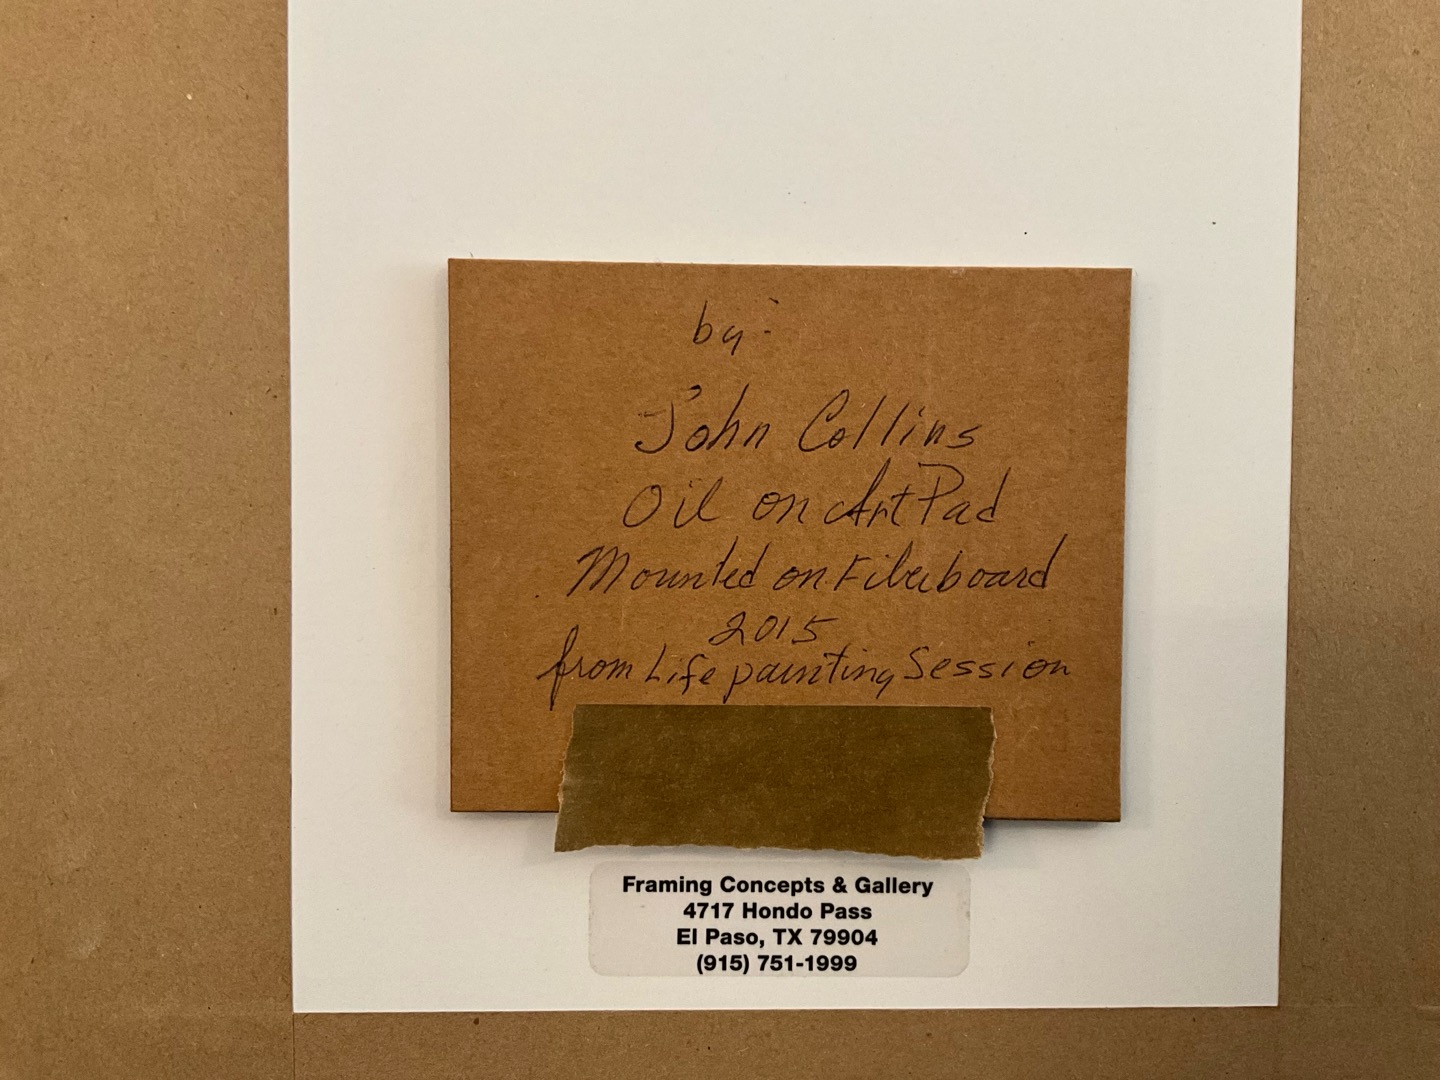 by:
John Collins
Oil on Art Pad
Mounted on Fiberboard
2015
from Life painting Session
Framing Concepts & Gallery
4717 Hondo Pass
El Paso, TX 79904
(915) 751-1999